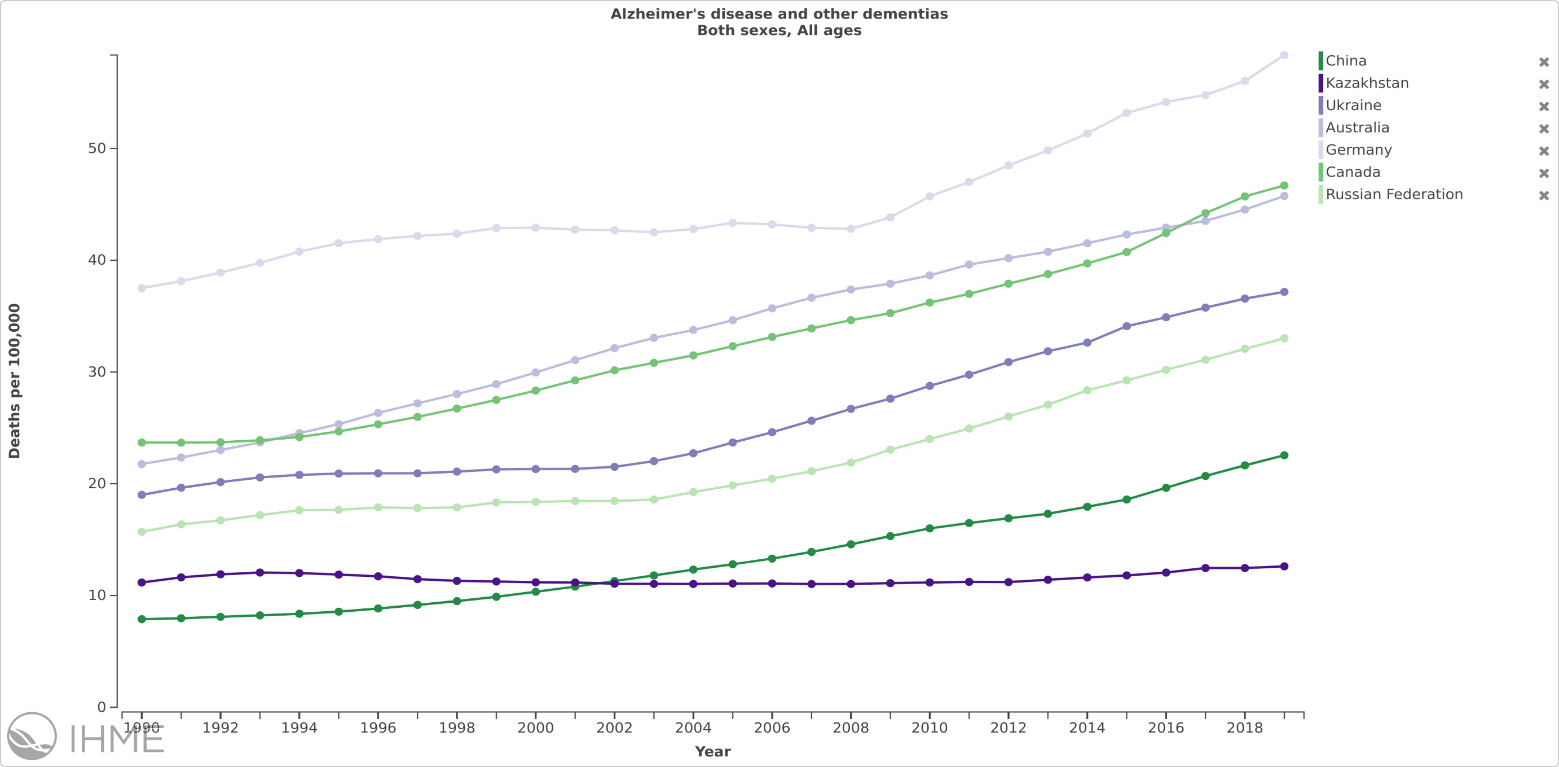 Alzheimer's disease and other dementias
Both sexes, All ages
China ✖
Kazakhstan ✖
Ukraine ✖
Australia ✖
Germany ✖
Canada ✖
Russian Federation ✖
Deaths per 100,000
50
40
30
20
10
0
1990 1992 1994 1996 1998 2000 2002 2004 2006 2008 2010 2012 2014 2016 2018
Year
IHME